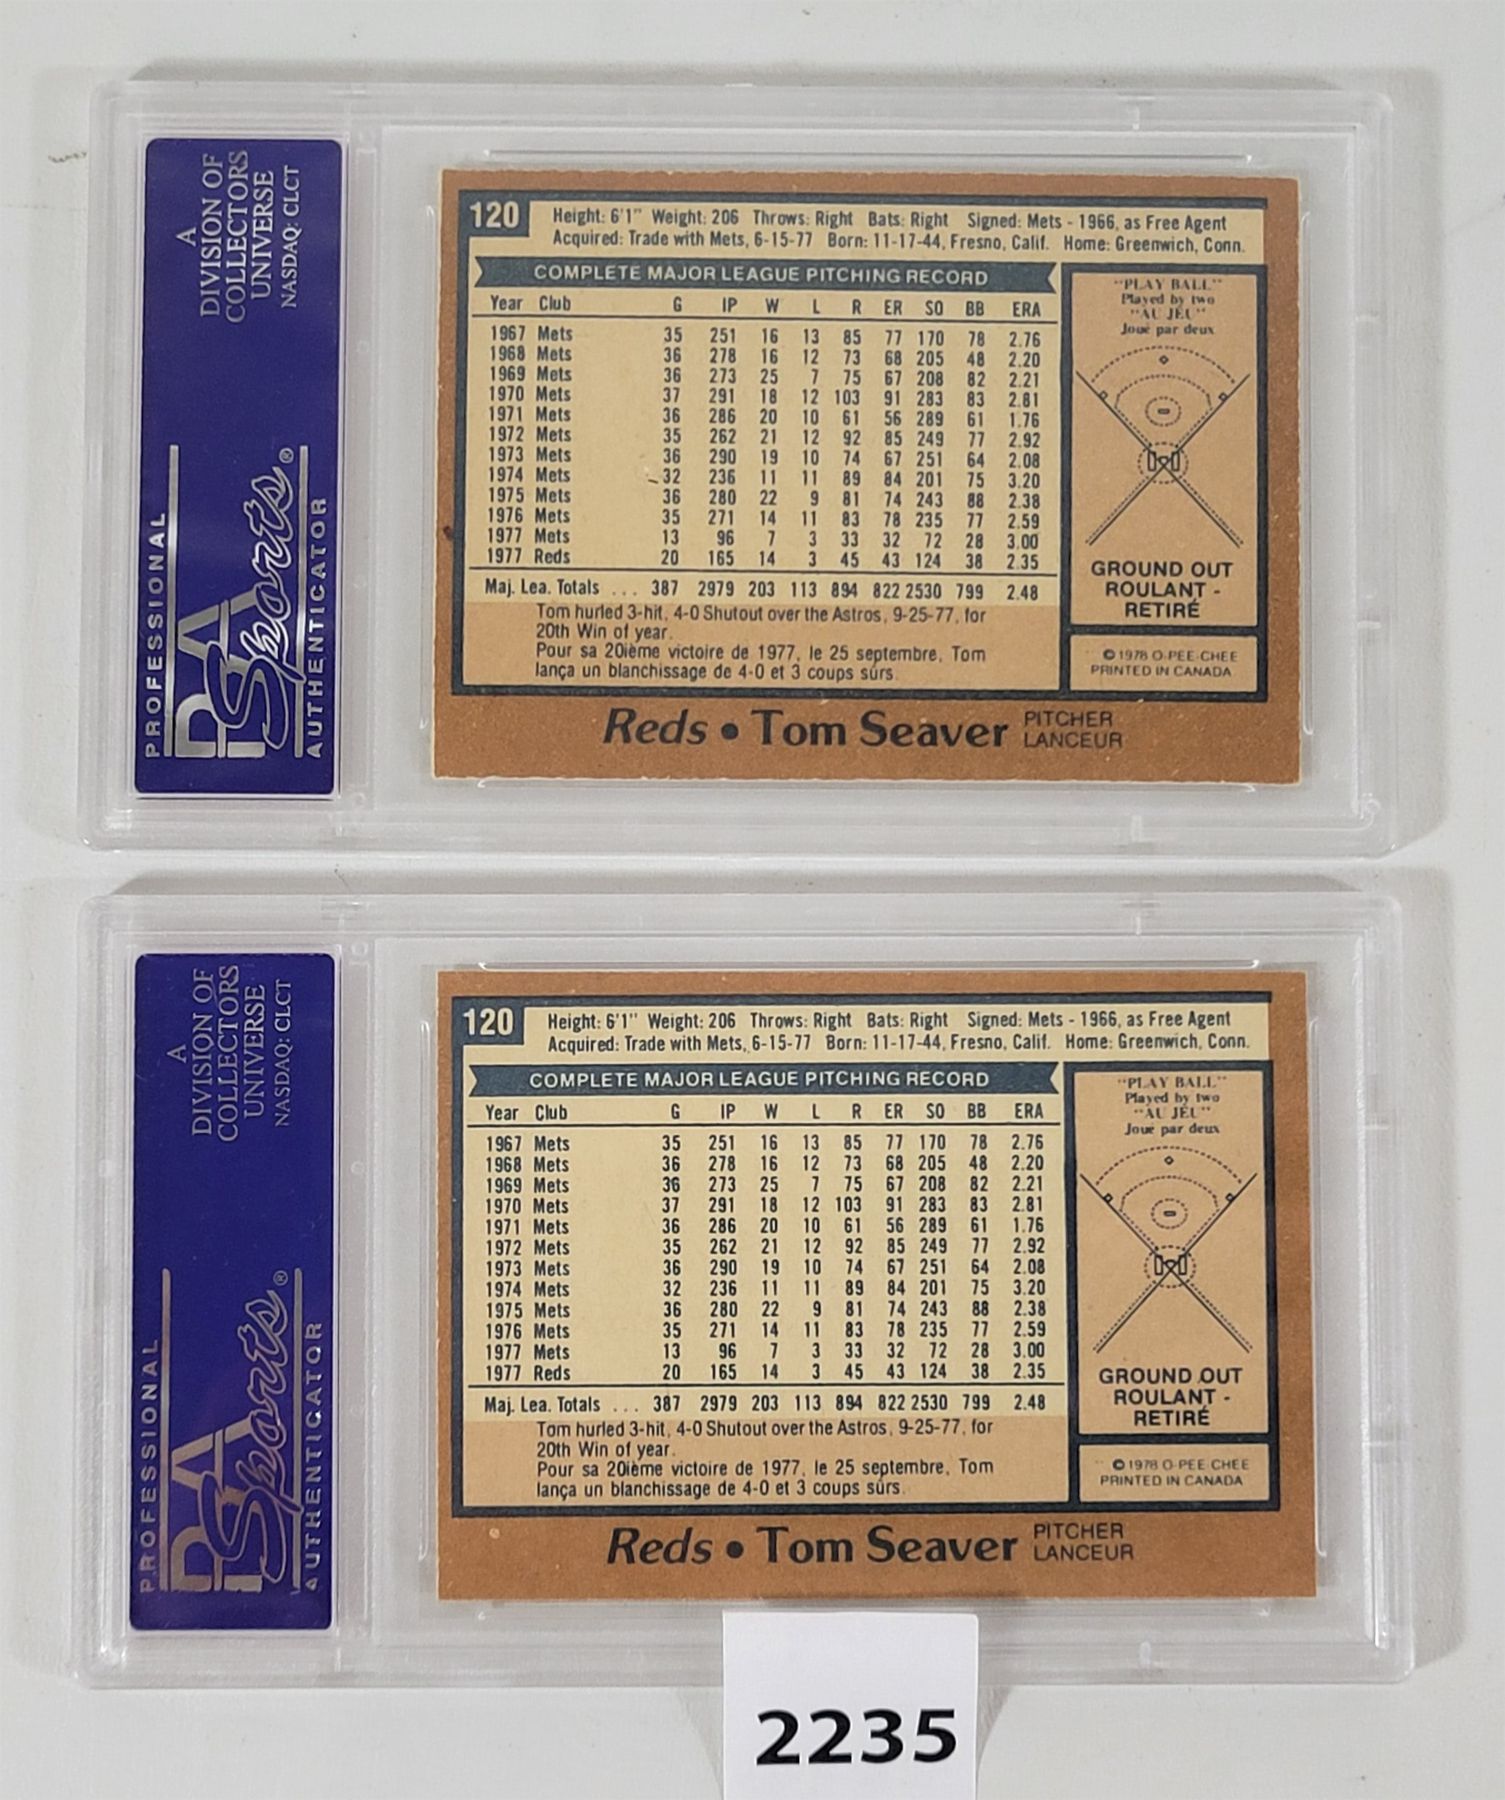 A
DIVISION OF
COLLECTORS
UNIVERSE
NASDAQ: CLCT
PROFESSIONAL
PSA Sports®
AUTHENTICATOR
120
Height: 6'1" Weight: 206 Throws: Right Bats: Right Signed: Mets - 1966, as Free Agent
Acquired: Trade with Mets, 6-15-77 Born: 11-17-44, Fresno, Calif. Home: Greenwich, Conn.
COMPLETE MAJOR LEAGUE PITCHING RECORD
Year Club G IP W L R ER SO BB ERA
1967 Mets 35 251 16 13 85 77 170 78 2.76
1968 Mets 36 278 16 12 73 68 205 48 2.20
1969 Mets 36 273 25 7 75 67 208 82 2.21
1970 Mets 37 291 18 12 103 91 283 83 2.81
1971 Mets 36 286 20 10 61 56 289 61 1.76
1972 Mets 35 262 21 12 92 85 249 77 2.92
1973 Mets 36 290 19 10 74 67 251 64 2.08
1974 Mets 32 236 11 11 89 84 201 75 3.20
1975 Mets 36 280 22 9 81 74 243 88 2.38
1976 Mets 35 271 14 11 83 78 235 77 2.59
1977 Mets 13 96 7 3 33 32 72 28 3.00
1977 Reds 20 165 14 3 45 43 124 38 2.35
Maj. Lea. Totals ... 387 2979 203 113 894 822 2530 799 2.48
Tom hurled 3-hit, 4-0 Shutout over the Astros, 9-25-77, for
20th Win of year.
Pour sa 20ième victoire de 1977, le 25 septembre, Tom
lança un blanchissage de 4-0 et 3 coups sûrs.
"PLAY BALL"
Played by two
"AU JEU"
Joué par deux
GROUND OUT
ROULANT -
RETIRÉ
© 1978 O-PEE-CHEE
PRINTED IN CANADA
Reds • Tom Seaver PITCHER
LANCEUR
A
DIVISION OF
COLLECTORS
UNIVERSE
NASDAQ: CLCT
PROFESSIONAL
PSA Sports®
AUTHENTICATOR
120
Height: 6'1" Weight: 206 Throws: Right Bats: Right Signed: Mets - 1966, as Free Agent
Acquired: Trade with Mets, 6-15-77 Born: 11-17-44, Fresno, Calif. Home: Greenwich, Conn.
COMPLETE MAJOR LEAGUE PITCHING RECORD
Year Club G IP W L R ER SO BB ERA
1967 Mets 35 251 16 13 85 77 170 78 2.76
1968 Mets 36 278 16 12 73 68 205 48 2.20
1969 Mets 36 273 25 7 75 67 208 82 2.21
1970 Mets 37 291 18 12 103 91 283 83 2.81
1971 Mets 36 286 20 10 61 56 289 61 1.76
1972 Mets 35 262 21 12 92 85 249 77 2.92
1973 Mets 36 290 19 10 74 67 251 64 2.08
1974 Mets 32 236 11 11 89 84 201 75 3.20
1975 Mets 36 280 22 9 81 74 243 88 2.38
1976 Mets 35 271 14 11 83 78 235 77 2.59
1977 Mets 13 96 7 3 33 32 72 28 3.00
1977 Reds 20 165 14 3 45 43 124 38 2.35
Maj. Lea. Totals ... 387 2979 203 113 894 822 2530 799 2.48
Tom hurled 3-hit, 4-0 Shutout over the Astros, 9-25-77, for
20th Win of year.
Pour sa 20ième victoire de 1977, le 25 septembre, Tom
lança un blanchissage de 4-0 et 3 coups sûrs.
"PLAY BALL"
Played by two
"AU JEU"
Joué par deux
GROUND OUT
ROULANT -
RETIRÉ
© 1978 O-PEE-CHEE
PRINTED IN CANADA
Reds • Tom Seaver PITCHER
LANCEUR
2235